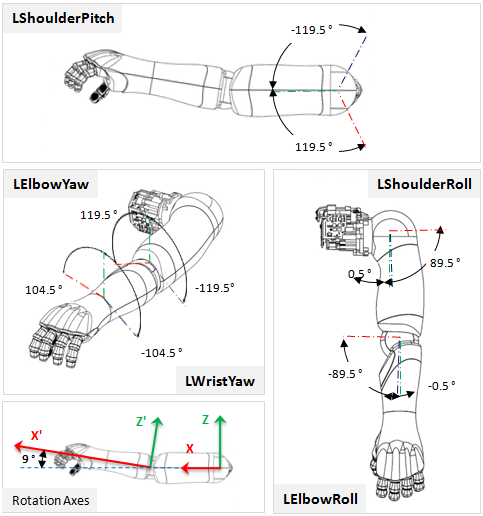 LShoulderPitch
-119.5°
119.5°
LElbowYaw
119.5°
-119.5°
104.5°
-104.5°
LWristYaw
LShoulderRoll
0.5°
89.5°
-89.5°
-0.5°
LElbowRoll
X'
Z'
Z
X
9°
Rotation Axes